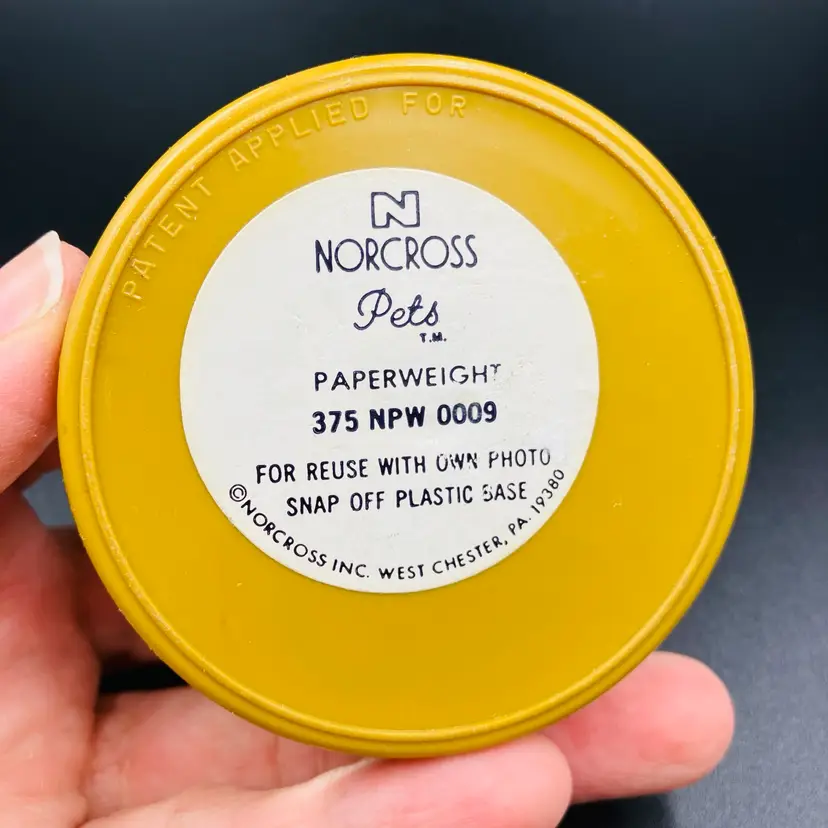 PATENT APPLIED FOR
N
NORCROSS
Pets
T.M.
PAPERWEIGHT
375 NPW 0009
FOR REUSE WITH OWN PHOTO
SNAP OFF PLASTIC BASE
©NORCROSS INC. WEST CHESTER, PA. 19380